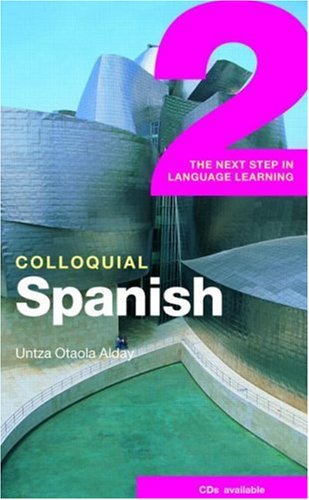 2
THE NEXT STEP IN
LANGUAGE LEARNING
COLLOQUIAL
Spanish
Untza Otaola Alday
CDs available